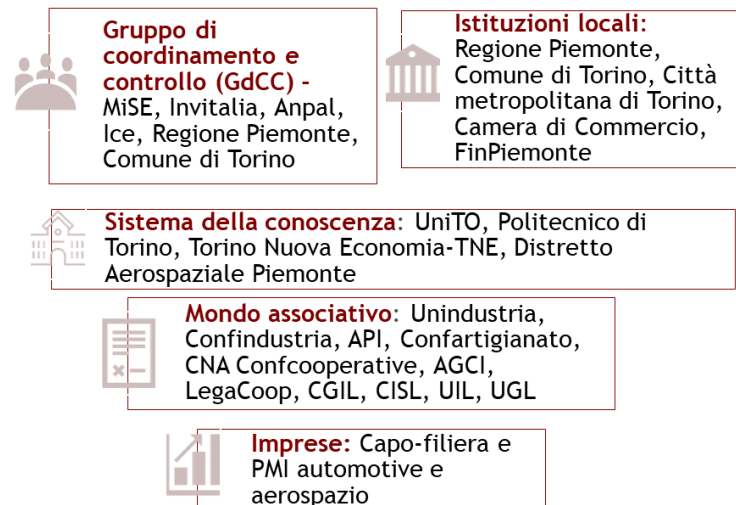 Gruppo di
coordinamento e
controllo (GdCC) -
MiSE, Invitalia, Anpal,
Ice, Regione Piemonte,
Comune di Torino
Istituzioni locali:
Regione Piemonte,
Comune di Torino, Città
metropolitana di Torino,
Camera di Commercio,
FinPiemonte
Sistema della conoscenza: UniTO, Politecnico di
Torino, Torino Nuova Economia-TNE, Distretto
Aerospaziale Piemonte
Mondo associativo: Unindustria,
Confindustria, API, Confartigianato,
CNA Confcooperative, AGCI,
LegaCoop, CGIL, CISL, UIL, UGL
Imprese: Capo-filiera e
PMI automotive e
aerospazio